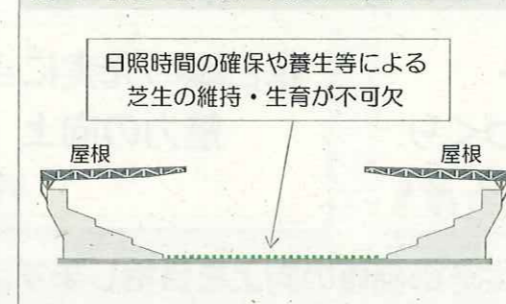 日照時間の確保や養生等による
芝生の維持・生育が不可欠
屋根
屋根